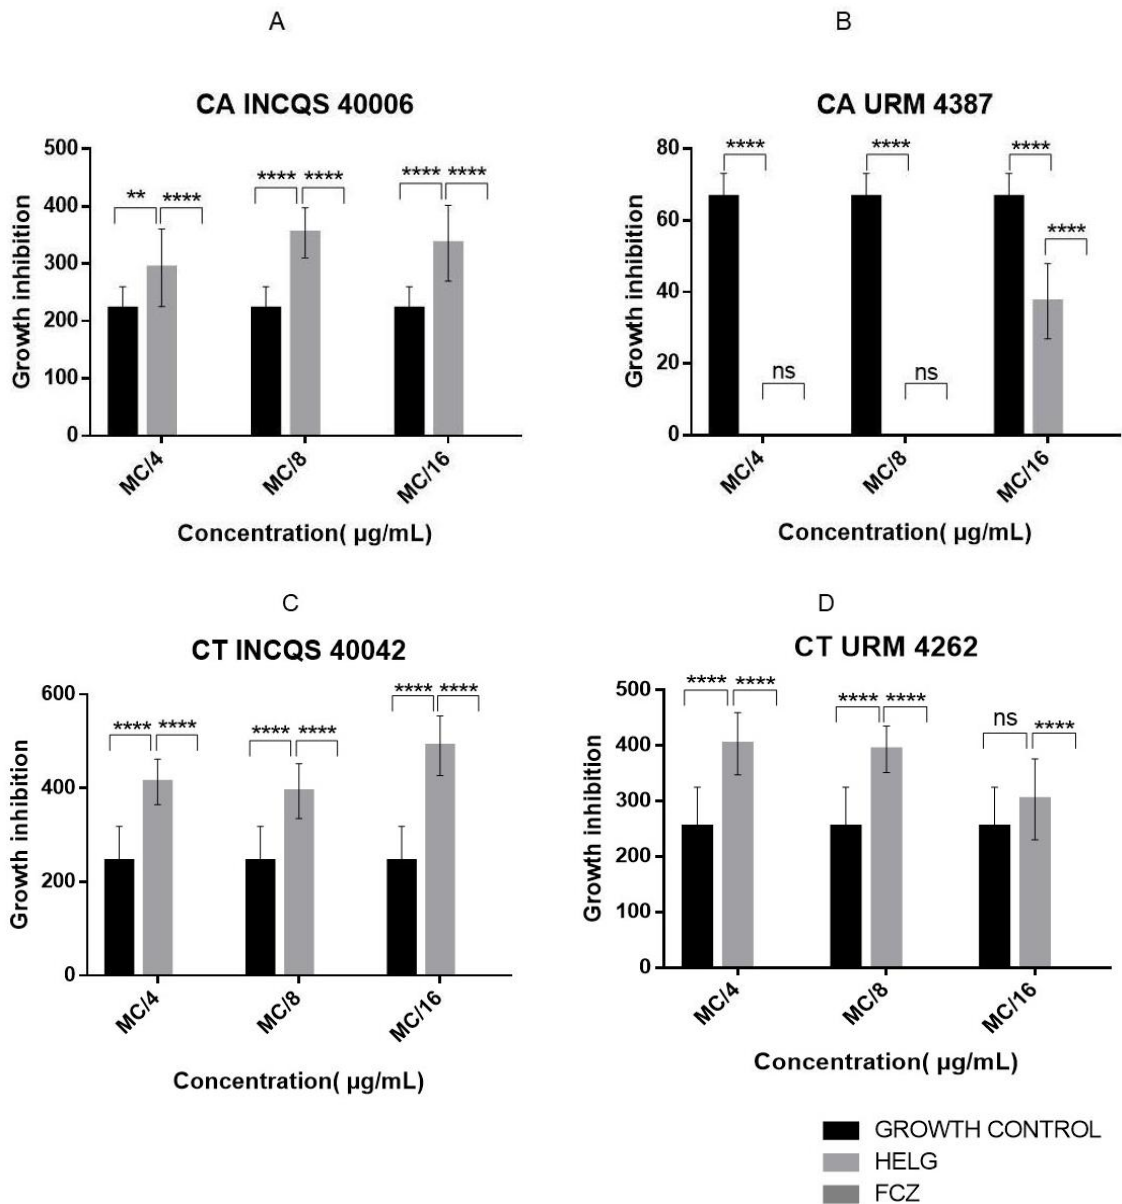 A
CA INCQS 40006
Growth inhibition
500
400
300
200
100
0
** **** **** **** **** ****
MC/4 MC/8 MC/16
Concentration( µg/mL)
B
CA URM 4387
Growth inhibition
80
60
40
20
0
**** **** ****
****
ns ns
MC/4 MC/8 MC/16
Concentration( µg/mL)
C
CT INCQS 40042
Growth inhibition
600
400
200
0
**** **** **** **** **** ****
MC/4 MC/8 MC/16
Concentration( µg/mL)
D
CT URM 4262
Growth inhibition
500
400
300
200
100
0
**** **** **** **** ns ****
MC/4 MC/8 MC/16
Concentration( µg/mL)
GROWTH CONTROL
HELG
FCZ